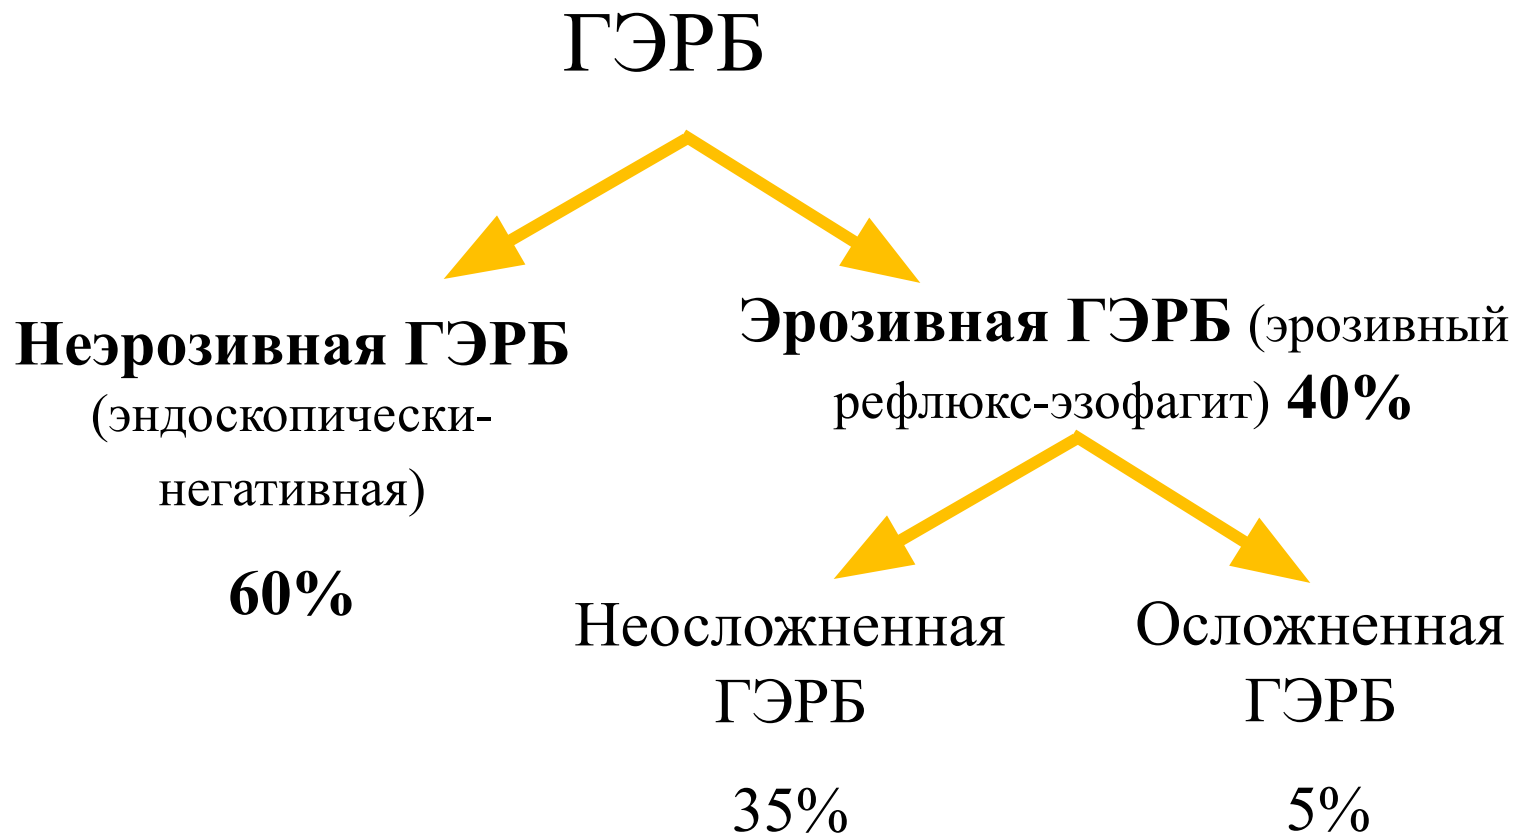 ГЭРБ
Неэрозивная ГЭРБ
(эндоскопически-
негативная)
60%
Эрозивная ГЭРБ (эрозивный
рефлюкс-эзофагит) 40%
Неосложненная
ГЭРБ
35%
Осложненная
ГЭРБ
5%